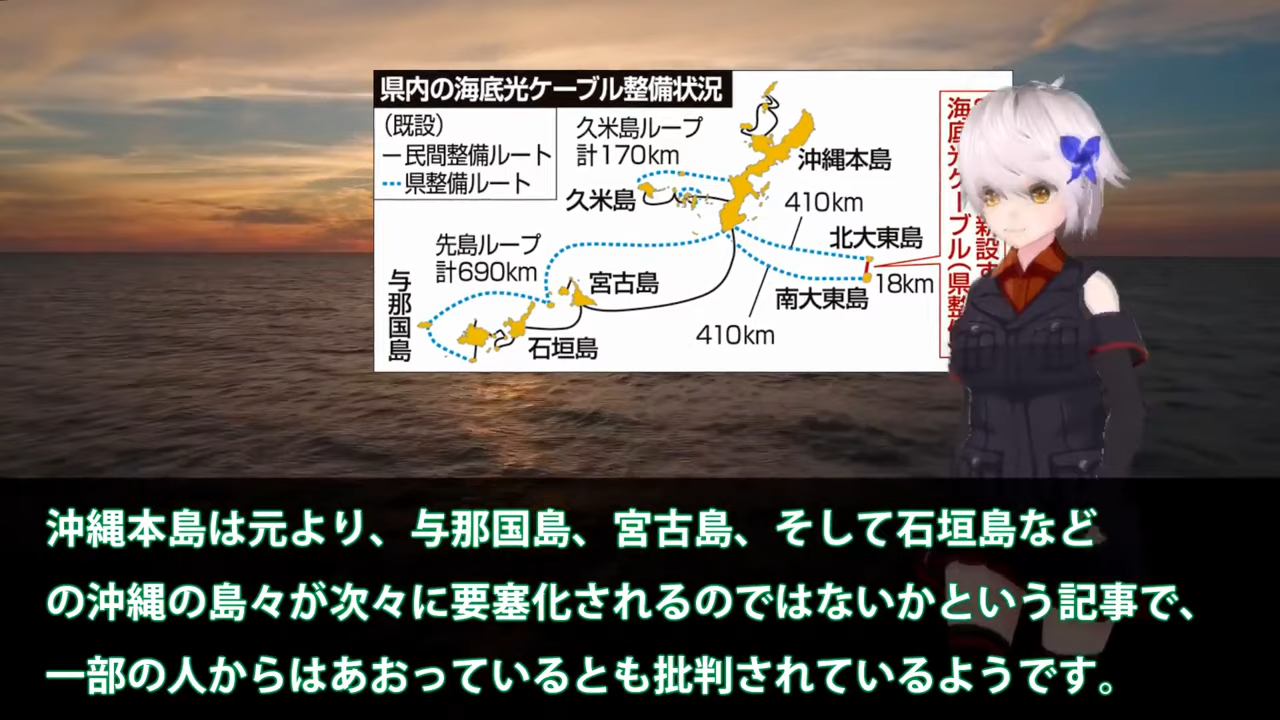 県内の海底光ケーブル整備状況
（既設）
民間整備ルート
県整備ルート
久米島ループ
計170km
沖縄本島
久米島
410km
北大東島
先島ループ
計690km
宮古島
18km
与那国島
南大東島
410km
石垣島
海底光ケーブル（県整
新設す
沖縄本島は元より、与那国島、宮古島、そして石垣島など
の沖縄の島々が次々に要塞化されるのではないかという記事で、
一部の人からはあおっているとも批判されているようです。